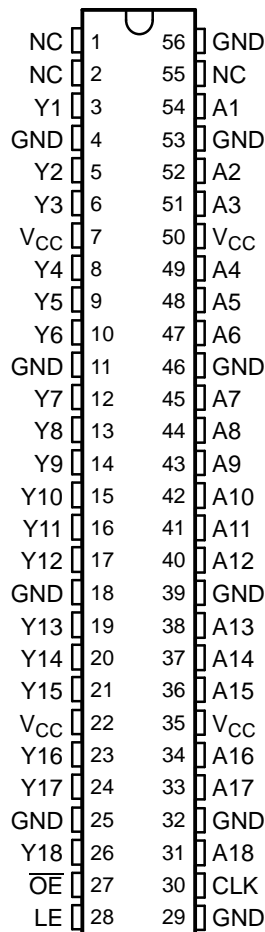 NC 1 56 GND
NC 2 55 NC
Y1 3 54 A1
GND 4 53 GND
Y2 5 52 A2
Y3 6 51 A3
VCC 7 50 VCC
Y4 8 49 A4
Y5 9 48 A5
Y6 10 47 A6
GND 11 46 GND
Y7 12 45 A7
Y8 13 44 A8
Y9 14 43 A9
Y10 15 42 A10
Y11 16 41 A11
Y12 17 40 A12
GND 18 39 GND
Y13 19 38 A13
Y14 20 37 A14
Y15 21 36 A15
VCC 22 35 VCC
Y16 23 34 A16
Y17 24 33 A17
GND 25 32 GND
Y18 26 31 A18
O̅E̅ 27 30 CLK
LE 28 29 GND